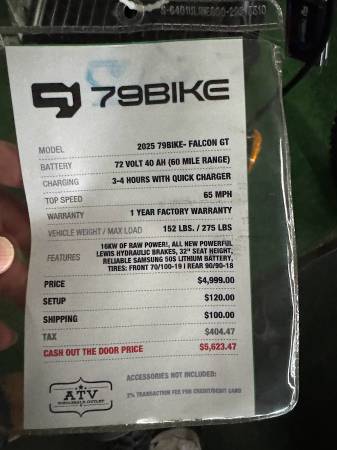 79BIKE
MODEL 2025 79BIKE- FALCON GT
BATTERY 72 VOLT 40 AH (60 MILE RANGE)
CHARGING 3-4 HOURS WITH QUICK CHARGER
TOP SPEED 65 MPH
WARRANTY 1 YEAR FACTORY WARRANTY
VEHICLE WEIGHT / MAX LOAD 152 LBS. / 275 LBS
16KW OF RAW POWER!, ALL NEW POWERFUL
LEWIS HYDRAULIC BRAKES, 32" SEAT HEIGHT,
FEATURES RELIABLE SAMSUNG 50S LITHIUM BATTERY,
TIRES: FRONT 70/100-19 | REAR 90/90-18
PRICE $4,999.00
SETUP $120.00
SHIPPING $100.00
TAX $404.47
CASH OUT THE DOOR PRICE $5,623.47
ACCESSORIES NOT INCLUDED:
ATV
WHOLESALE OUTLET
3% TRANSACTION FEE FOR CREDIT/DEBIT CARD